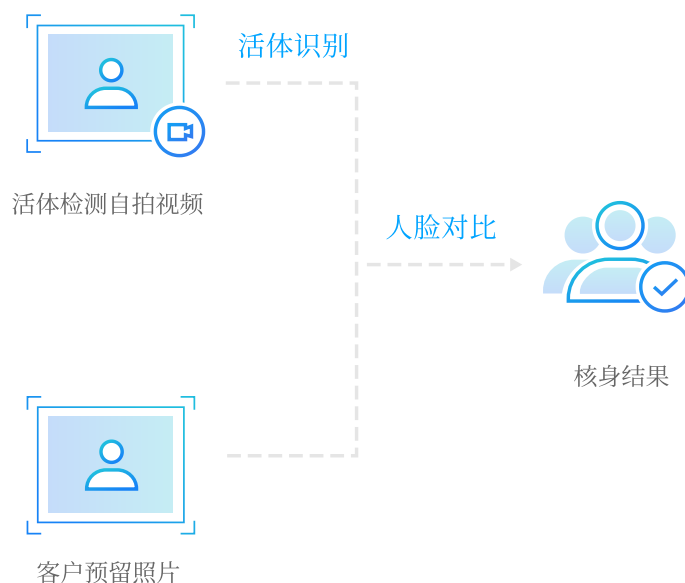 活体识别
活体检测自拍视频
人脸对比
核身结果
客户预留照片